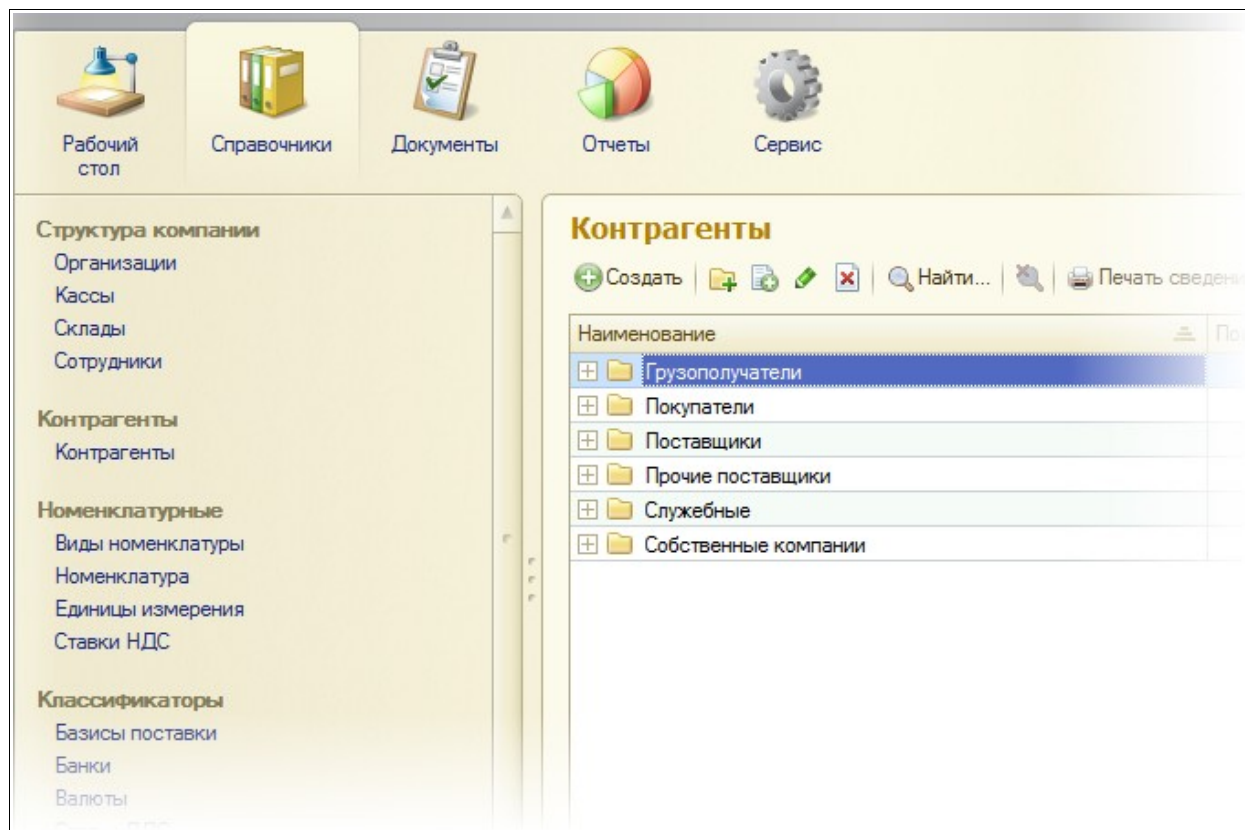 Рабочий
стол
Справочники
Документы
Отчеты
Сервис
Структура компании
Организации
Кассы
Склады
Сотрудники
Контрагенты
Контрагенты
Номенклатурные
Виды номенклатуры
Номенклатура
Единицы измерения
Ставки НДС
Классификаторы
Базисы поставки
Банки
Валюты
Контрагенты
Создать
Найти...
Печать сведени
Наименование
Грузополучатели
Покупатели
Поставщики
Прочие поставщики
Служебные
Собственные компании